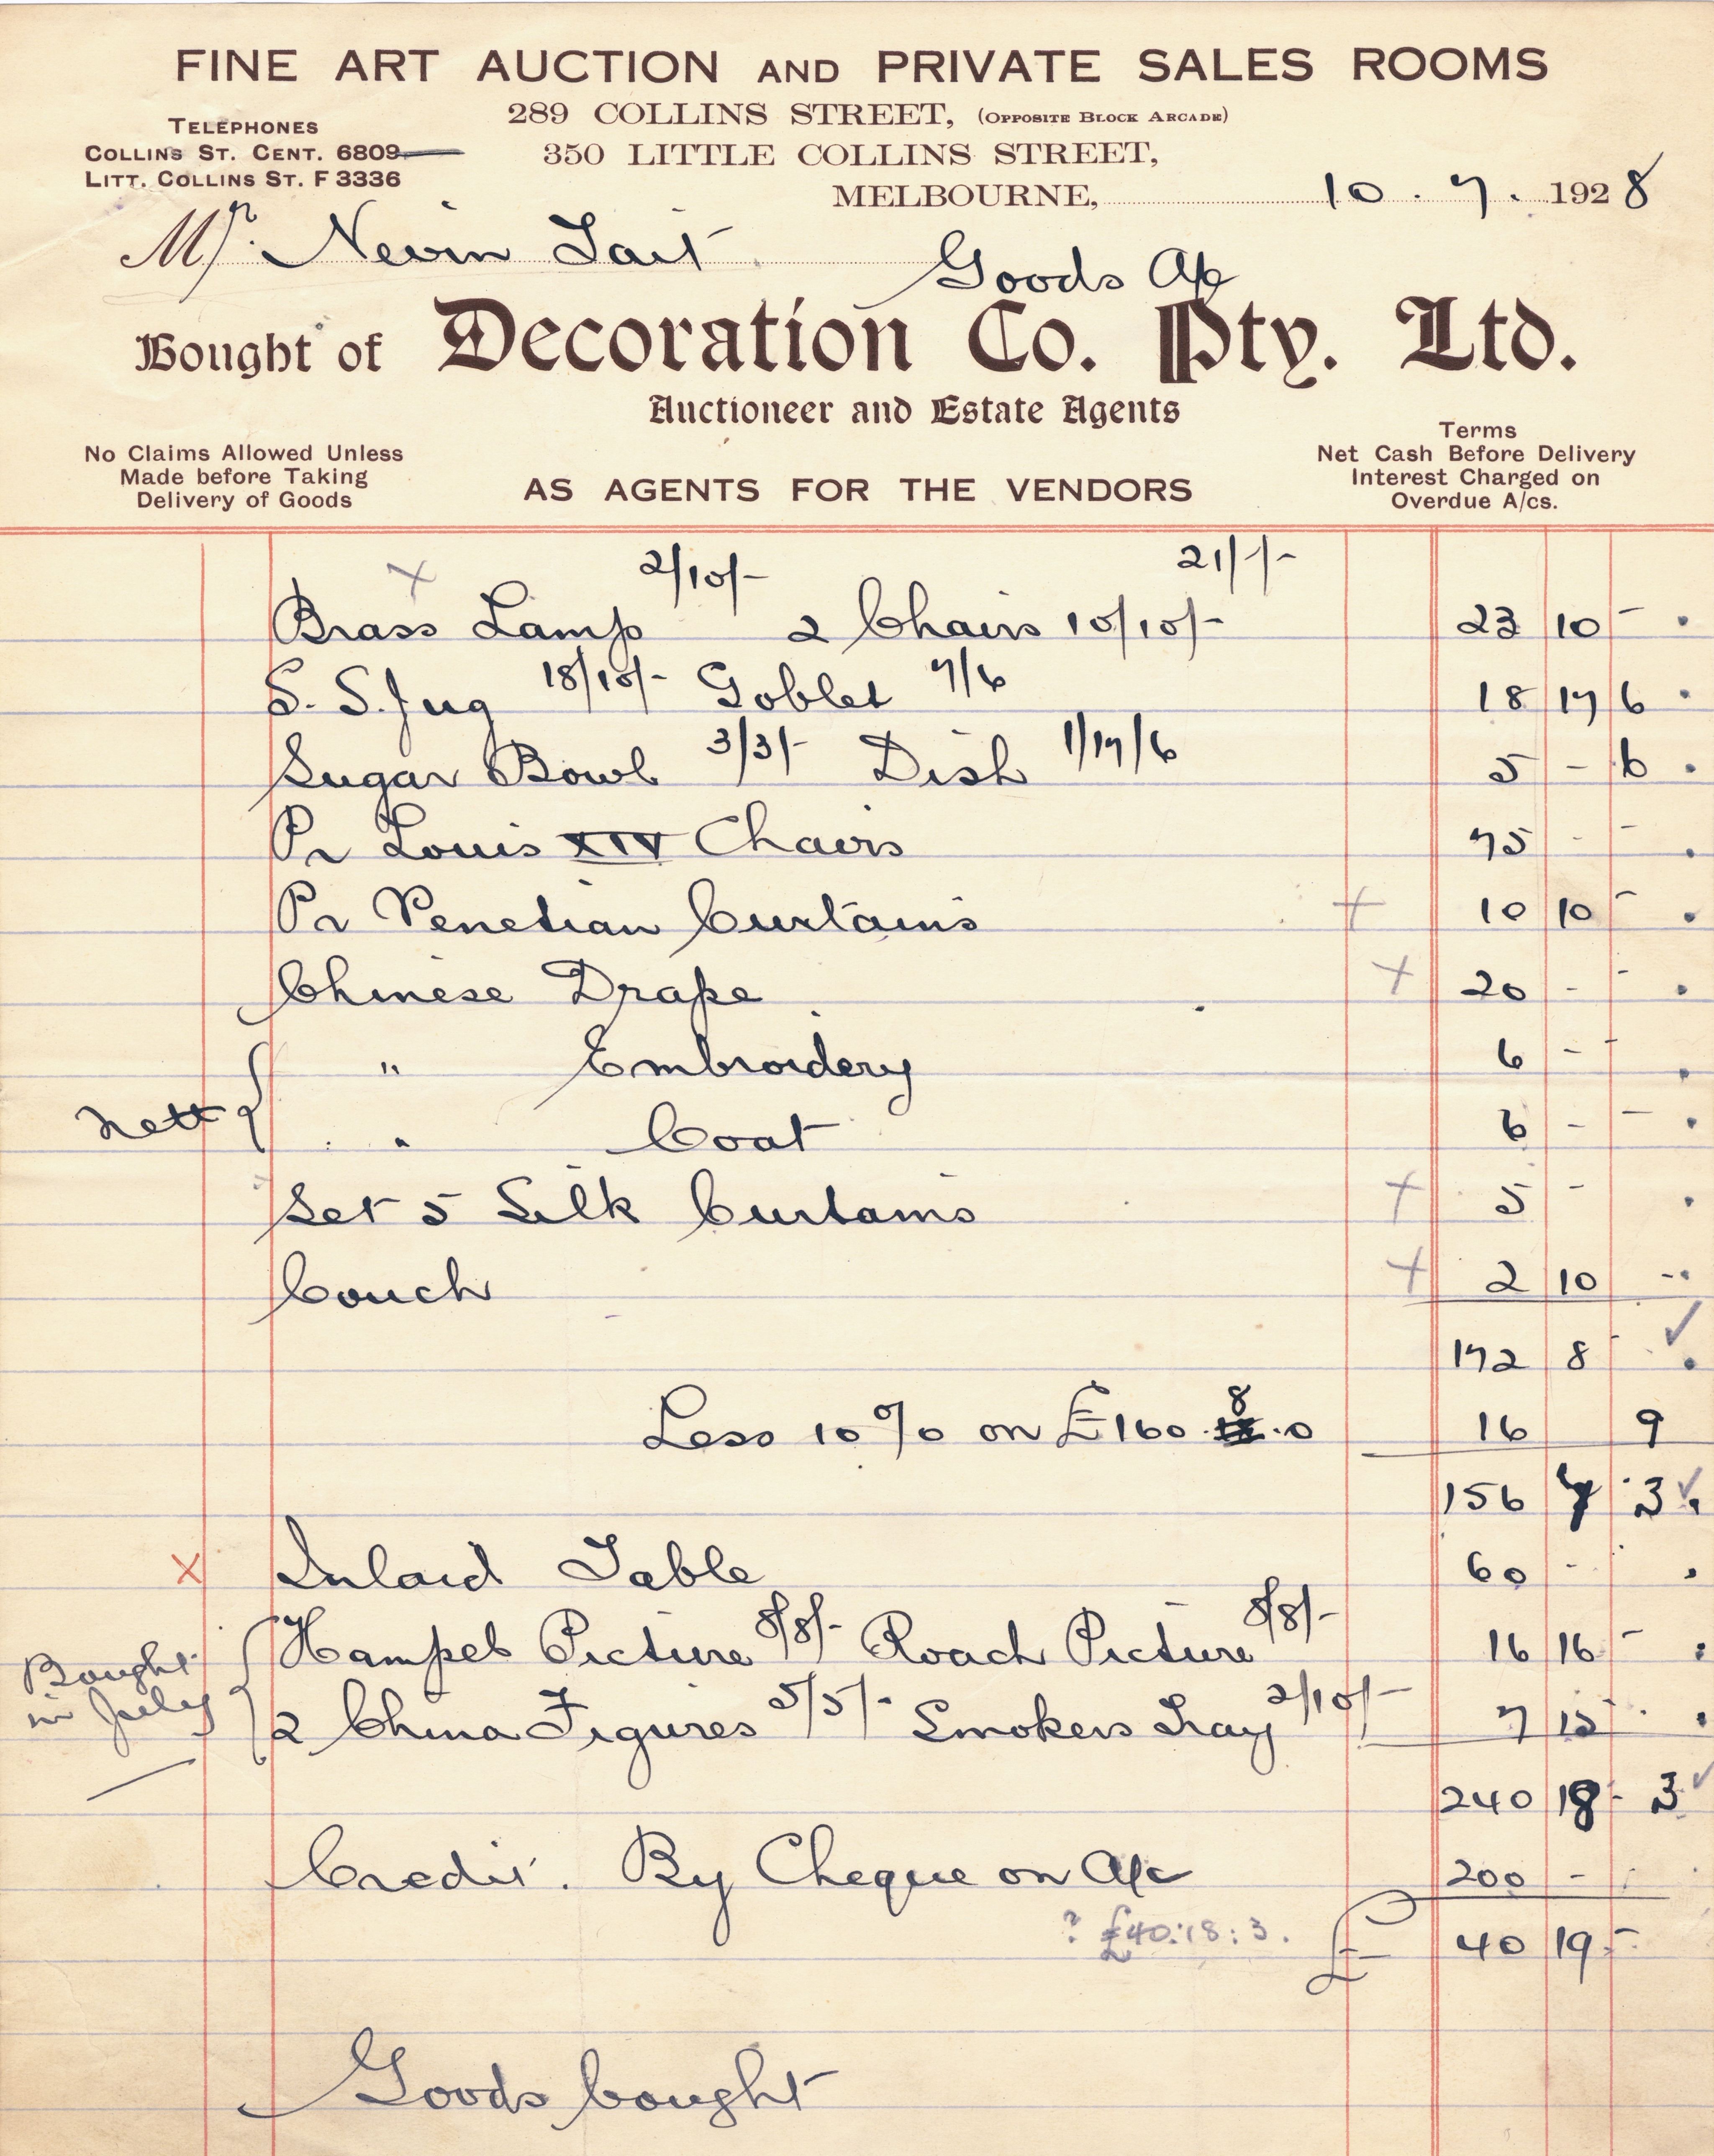 FINE ART AUCTION AND PRIVATE SALES ROOMS
289 COLLINS STREET, (OPPOSITE BLOCK ARCADE)
350 LITTLE COLLINS STREET,
TELEPHONES
COLLINS ST. CENT. 6809
LITT. COLLINS ST. F 3336
MELBOURNE, 10 . 7 . 1928
Mr. Nevin Tait
Goods A/c
Bought of Decoration Co. Pty. Ltd.
Auctioneer and Estate Agents
No Claims Allowed Unless
Made before Taking
Delivery of Goods
AS AGENTS FOR THE VENDORS
Terms
Net Cash Before Delivery
Interest Charged on
Overdue A/cs.
x Brass Lamp 2/10/- 2 Chairs 10/10/- 21/-/- 23 10 -
S. S. Jug 18/10/- Goblet 7/6 18 17 6
Sugar Bowl 3/3/- Dish 1/17/6 5 - 6
Pr Louis XIV Chairs 75 - -
Pr Venetian Curtains + 10 10 -
Chinese Drape + 20 - -
" Embroidery 6 - -
Nett
" Coat 6 - -
Set 5 Silk Curtains + 5 -
Couch + 2 10 -
172 8 - ✓
Less 10% on £160 . 8 . 0 16 9
156 7 3 ✓
x Inlaid Table 60 -
Hampel Picture 8/8/- Roach Picture 8/8/- 16 16 -
Bought in July
2 China Figures 5/5/- Smokers Tray 2/10/- 7 15
240 18 - 3 ✓
Credit. By Cheque on A/c 200 -
? £40:18:3.
£ 40 19 -
Goods bought